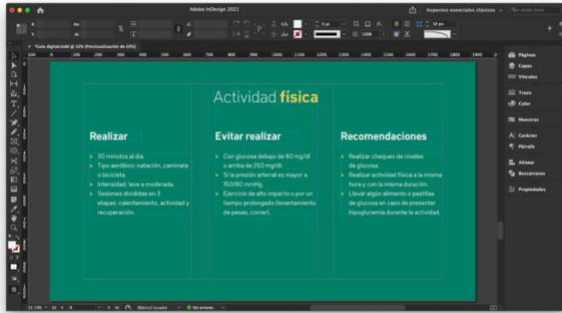 Adobe InDesign 2021
Aspectos esenciales clásicos
Actividad física
Realizar
30 minutos al día.
Tipo aeróbico: natación, caminata
o bicicleta.
Intensidad: leve a moderada.
Sesiones divididas en 3
etapas: calentamiento, actividad y
recuperación.
Evitar realizar
Con glucosa debajo de 80 mg/dl
o arriba de 250 mg/dl.
Si la presión arterial es mayor a
150/80 mmHg.
Ejercicio de alto impacto o por un
tiempo prolongado (levantamiento
de pesas, correr).
Recomendaciones
Realizar chequeo de niveles
de glucosa.
Realizar actividad física a la misma
hora y con la misma duración.
Llevar algún alimento o pastillas
de glucosa en caso de presentar
hipoglucemia durante la actividad.
Páginas
Capas
Vínculos
Trazo
Color
Muestras
Carácter
Párrafo
Alinear
Buscatrazos
Propiedades